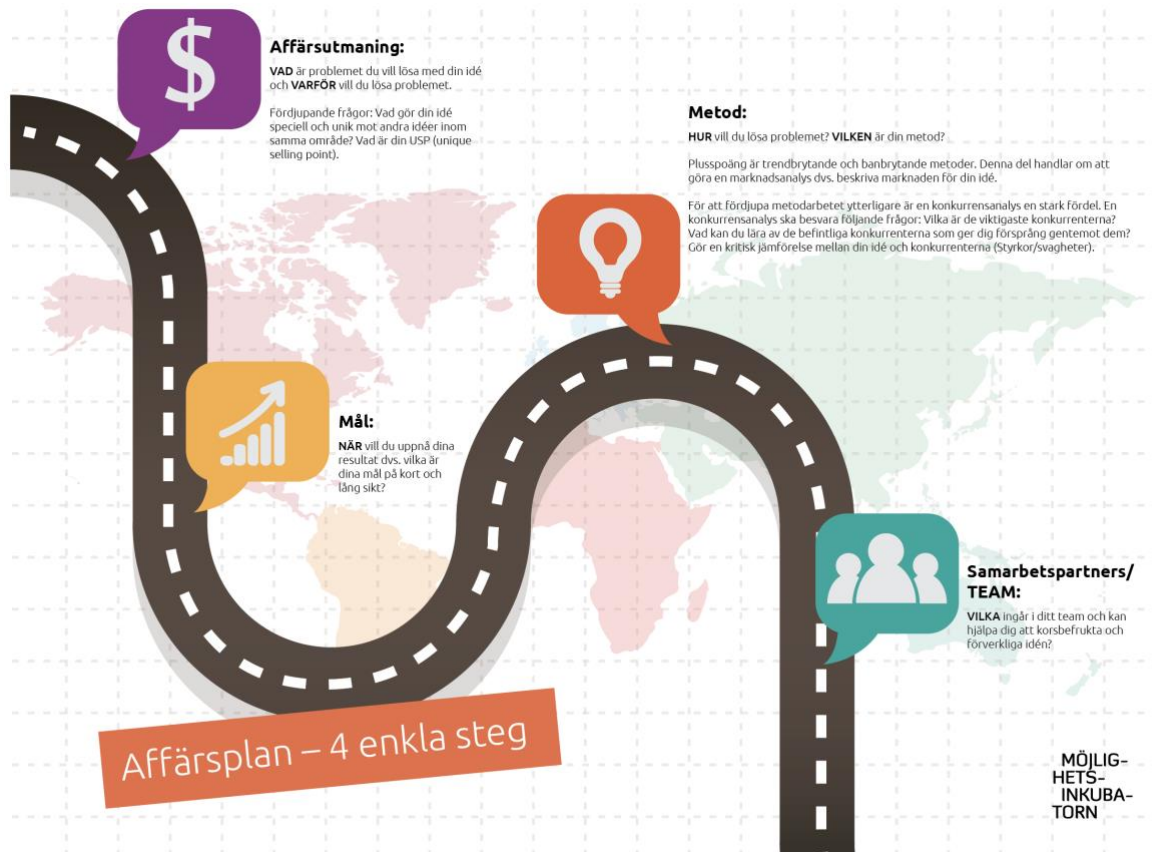 $
Affärsutmaning:
VAD är problemet du vill lösa med din idé
och VARFÖR vill du lösa problemet.
Fördjupande frågor: Vad gör din idé
speciell och unik mot andra idéer inom
samma område? Vad är din USP (unique
selling point).
Mål:
NÄR vill du uppnå dina
resultat dvs. vilka är
dina mål på kort och
lång sikt?
Metod:
HUR vill du lösa problemet? VILKEN är din metod?
Plusspoäng är trendbrytande och banbrytande metoder. Denna del handlar om att
göra en marknadsanalys dvs. beskriva marknaden för din idé.
För att fördjupa metodarbetet ytterligare är en konkurrensanalys en stark fördel. En
konkurrensanalys ska besvara följande frågor: Vilka är de viktigaste konkurrenterna?
Vad kan du lära av de befintliga konkurrenterna som ger dig försprång gentemot dem?
Gör en kritisk jämförelse mellan din idé och konkurrenterna (Styrkor/svagheter).
Samarbetspartners/
TEAM:
VILKA ingår i ditt team och kan
hjälpa dig att korsbefrukta och
förverkliga idén?
Affärsplan – 4 enkla steg
MÖJLIG-
HETS-
INKUBA-
TORN